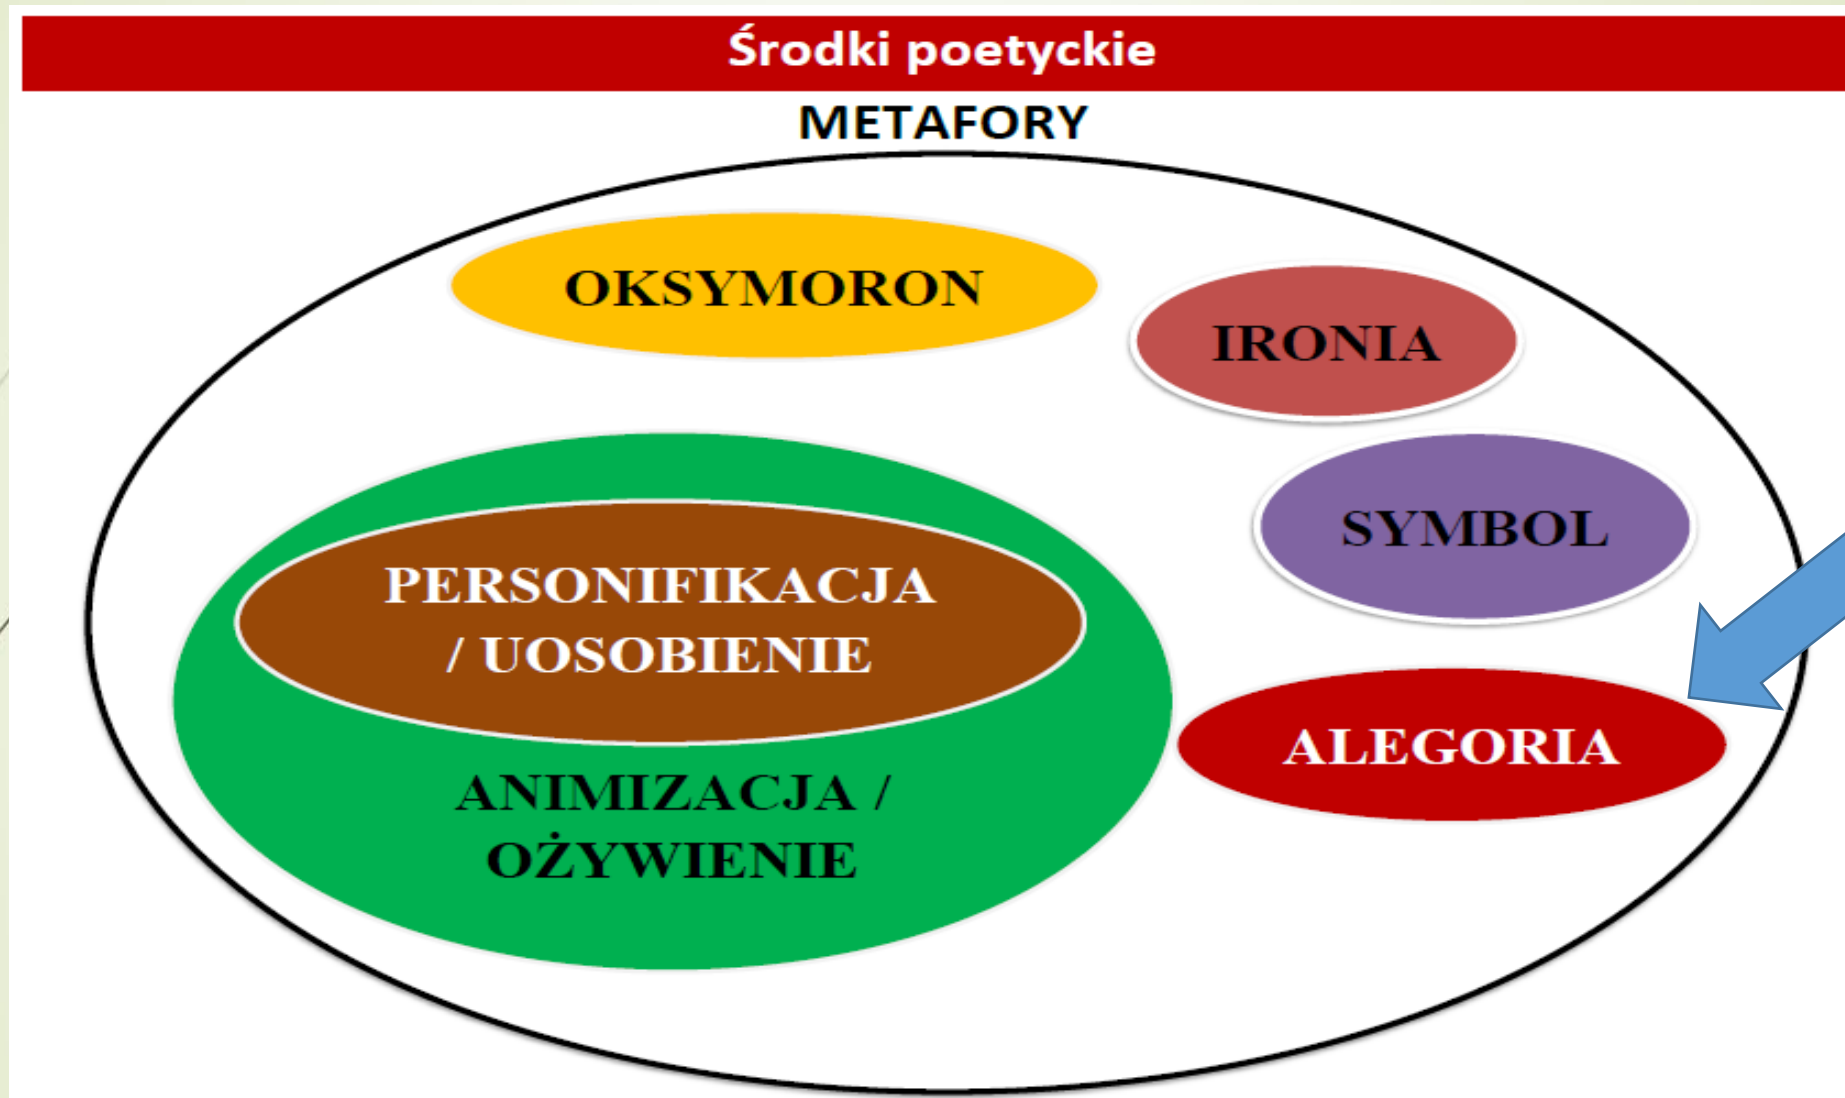 Środki poetyckie
METAFORY
OKSYMORON
IRONIA
SYMBOL
PERSONIFIKACJA
/ UOSOBIENIE
ALEGORIA
ANIMIZACJA /
OŻYWIENIE